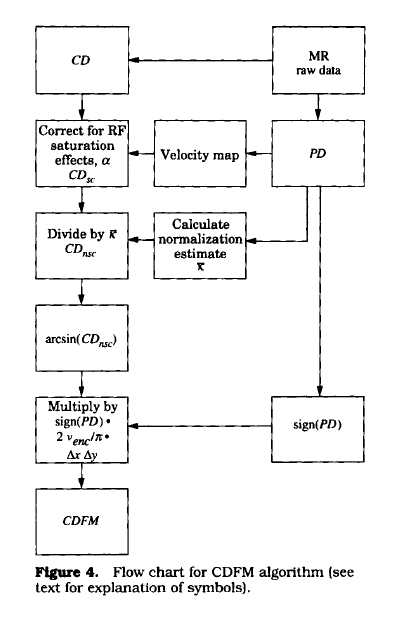 CD
MR
raw data
Correct for RF
saturation
effects, α
CD_sc
Velocity map
PD
Divide by κ̄
CD_nsc
Calculate
normalization
estimate
κ̄
arcsin(CD_nsc)
Multiply by
sign(PD) •
2 v_enc/π •
Δx Δy
sign(PD)
CDFM
Figure 4. Flow chart for CDFM algorithm (see
text for explanation of symbols).